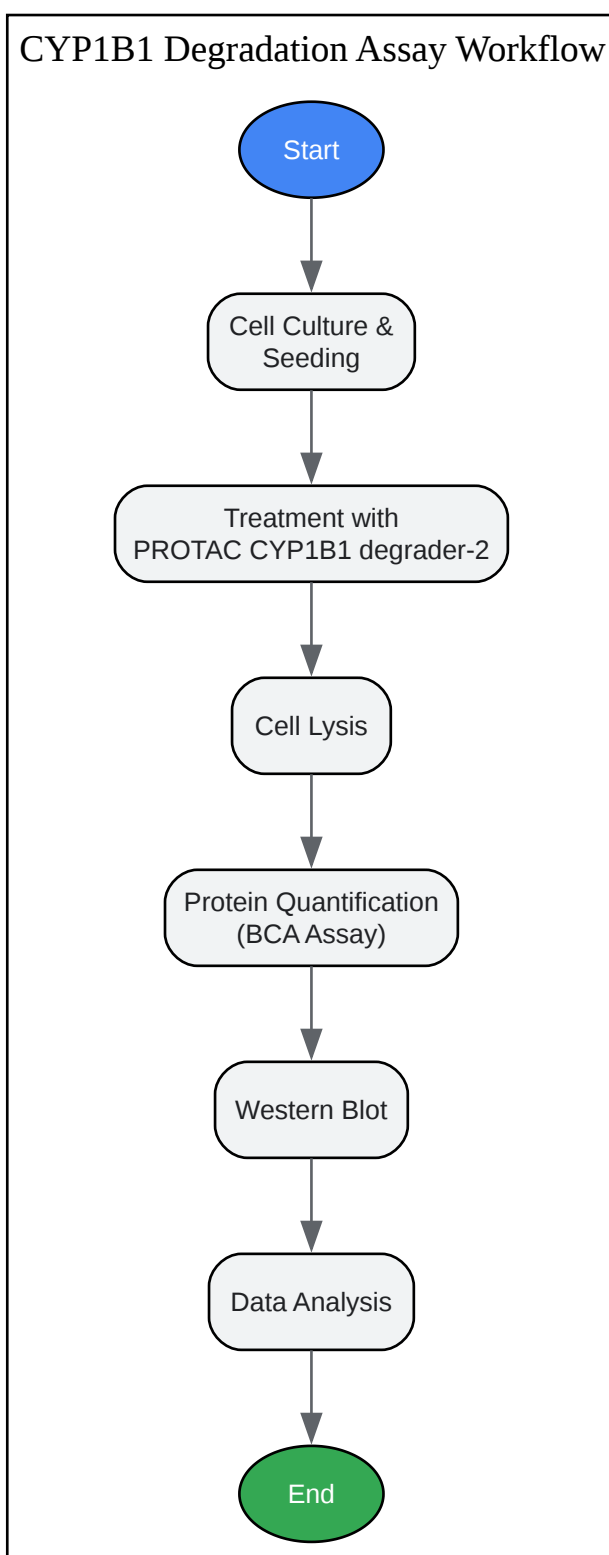 CYP1B1 Degradation Assay Workflow
Start
Cell Culture &
Seeding
Treatment with
PROTAC CYP1B1 degrader-2
Cell Lysis
Protein Quantification
(BCA Assay)
Western Blot
Data Analysis
End